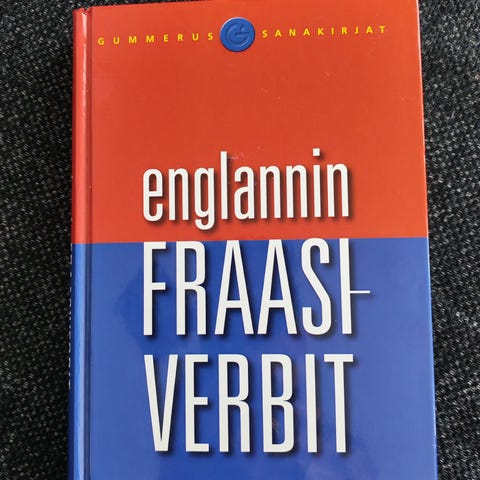 GUMMERUS G SANAKIRJAT
englannin
FRAASI-
VERBIT